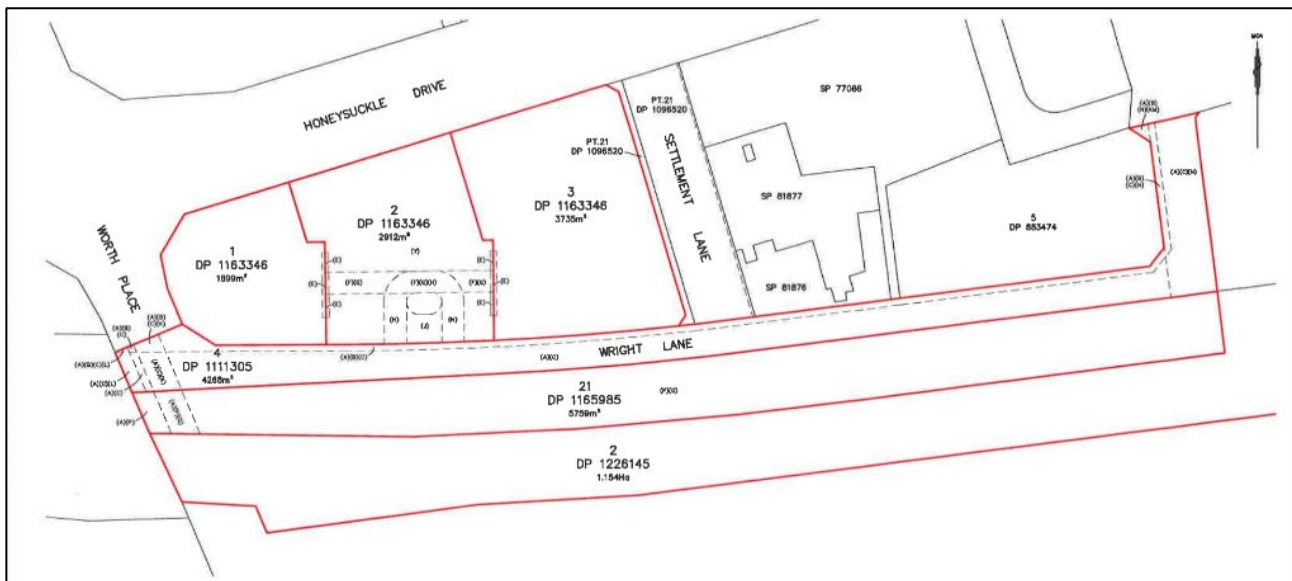 MGA
HONEYSUCKLE DRIVE
PT.21
DP 1096520
SP 77086
PT.21
DP 1096520
SETTLEMENT LANE
3
DP 1163346
3735m²
2
DP 1163346
2912m²
(Y)
SP 81877
5
DP 883474
WORTH PLACE
1
DP 1163346
1899m²
(E)
(E)
(E)
(E)
(E)
(E)
SP 81876
(H)
(J)
(H)
(A)(B)(C)
(A)(C)
WRIGHT LANE
4
DP 1111305
4268m²
21
DP 1165985
5759m²
2
DP 1226145
1.154Ha